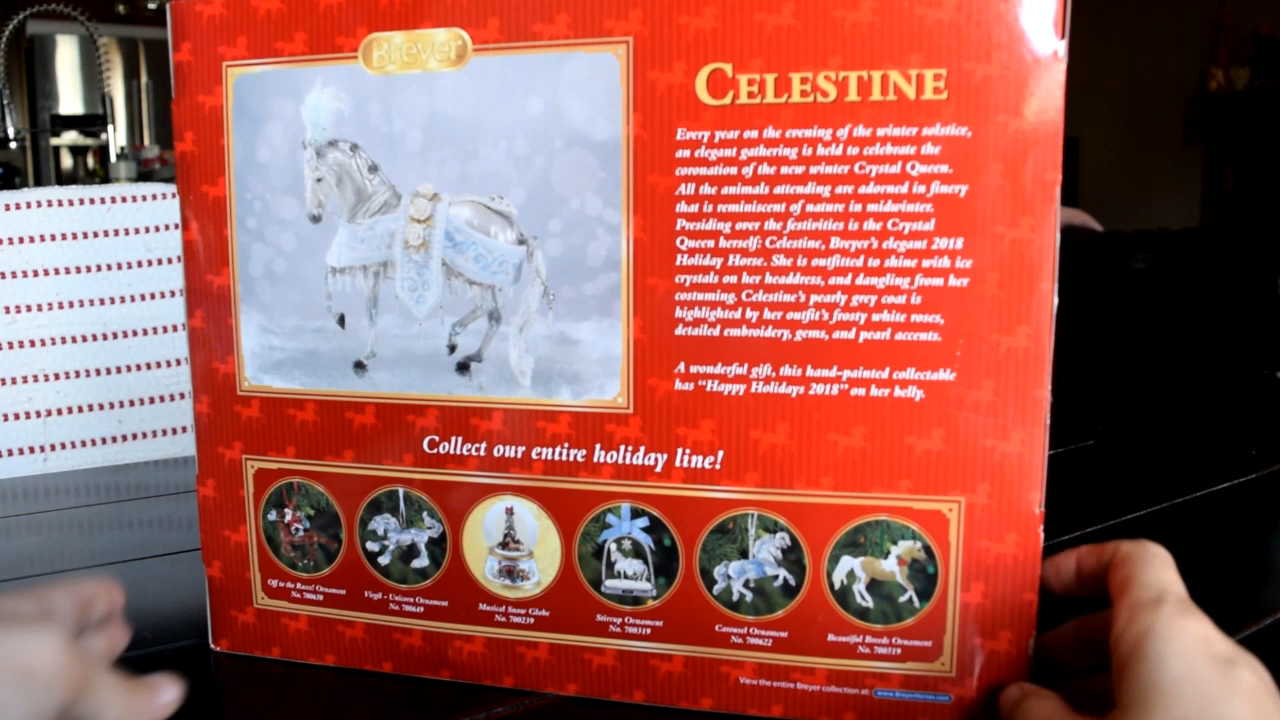 Breyer
CELESTINE
Every year on the evening of the winter solstice,
an elegant gathering is held to celebrate the
coronation of the new winter Crystal Queen.
All the animals attending are adorned in finery
that is reminiscent of nature in midwinter.
Presiding over the festivities is the Crystal
Queen herself: Celestine, Breyer's elegant 2018
Holiday Horse. She is outfitted to shine with ice
crystals on her headdress, and dangling from her
costuming. Celestine's pearly grey coat is
highlighted by her outfit's frosty white roses,
detailed embroidery, gems, and pearl accents.
A wonderful gift, this hand-painted collectable
has "Happy Holidays 2018" on her belly.
Collect our entire holiday line!
Off to the Races! Ornament
No. 700650
Virgil - Unicorn Ornament
No. 700649
Musical Snow Globe
No. 700239
Stirrup Ornament
No. 700319
Carousel Ornament
No. 700622
Beautiful Breeds Ornament
No. 700519
View the entire Breyer collection at: www.BreyerHorses.com